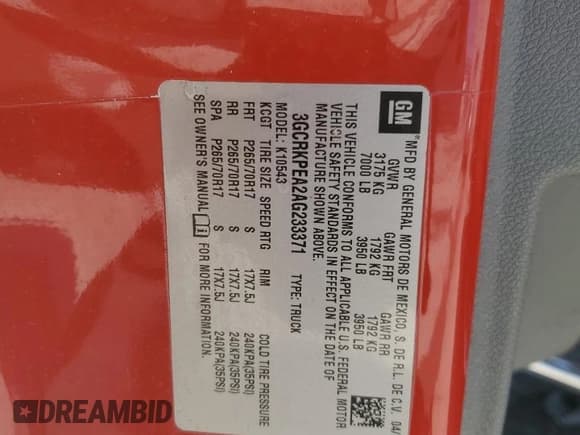 GM
MFD BY GENERAL MOTORS DE MEXICO, S. DE R.L. DE C.V. 04/
GVWR GAWR FRT GAWR RR
3175 KG 1792 KG 1792 KG
7000 LB 3950 LB 3950 LB
THIS VEHICLE CONFORMS TO ALL APPLICABLE U.S. FEDERAL MOTOR
VEHICLE SAFETY STANDARDS IN EFFECT ON THE DATE OF
MANUFACTURE SHOWN ABOVE.
3GCRKPEA2AG233371 TYPE: TRUCK
MODEL: K10543
KCGT TIRE SIZE SPEED RTG RIM COLD TIRE PRESSURE
FRT P265/70R17 S 17X7.5J 240KPA(35PSI)
RR P265/70R17 S 17X7.5J 240KPA(35PSI)
SPA P265/70R17 S 17X7.5J 240KPA(35PSI)
SEE OWNER'S MANUAL i FOR MORE INFORMATION.
DREAMBID